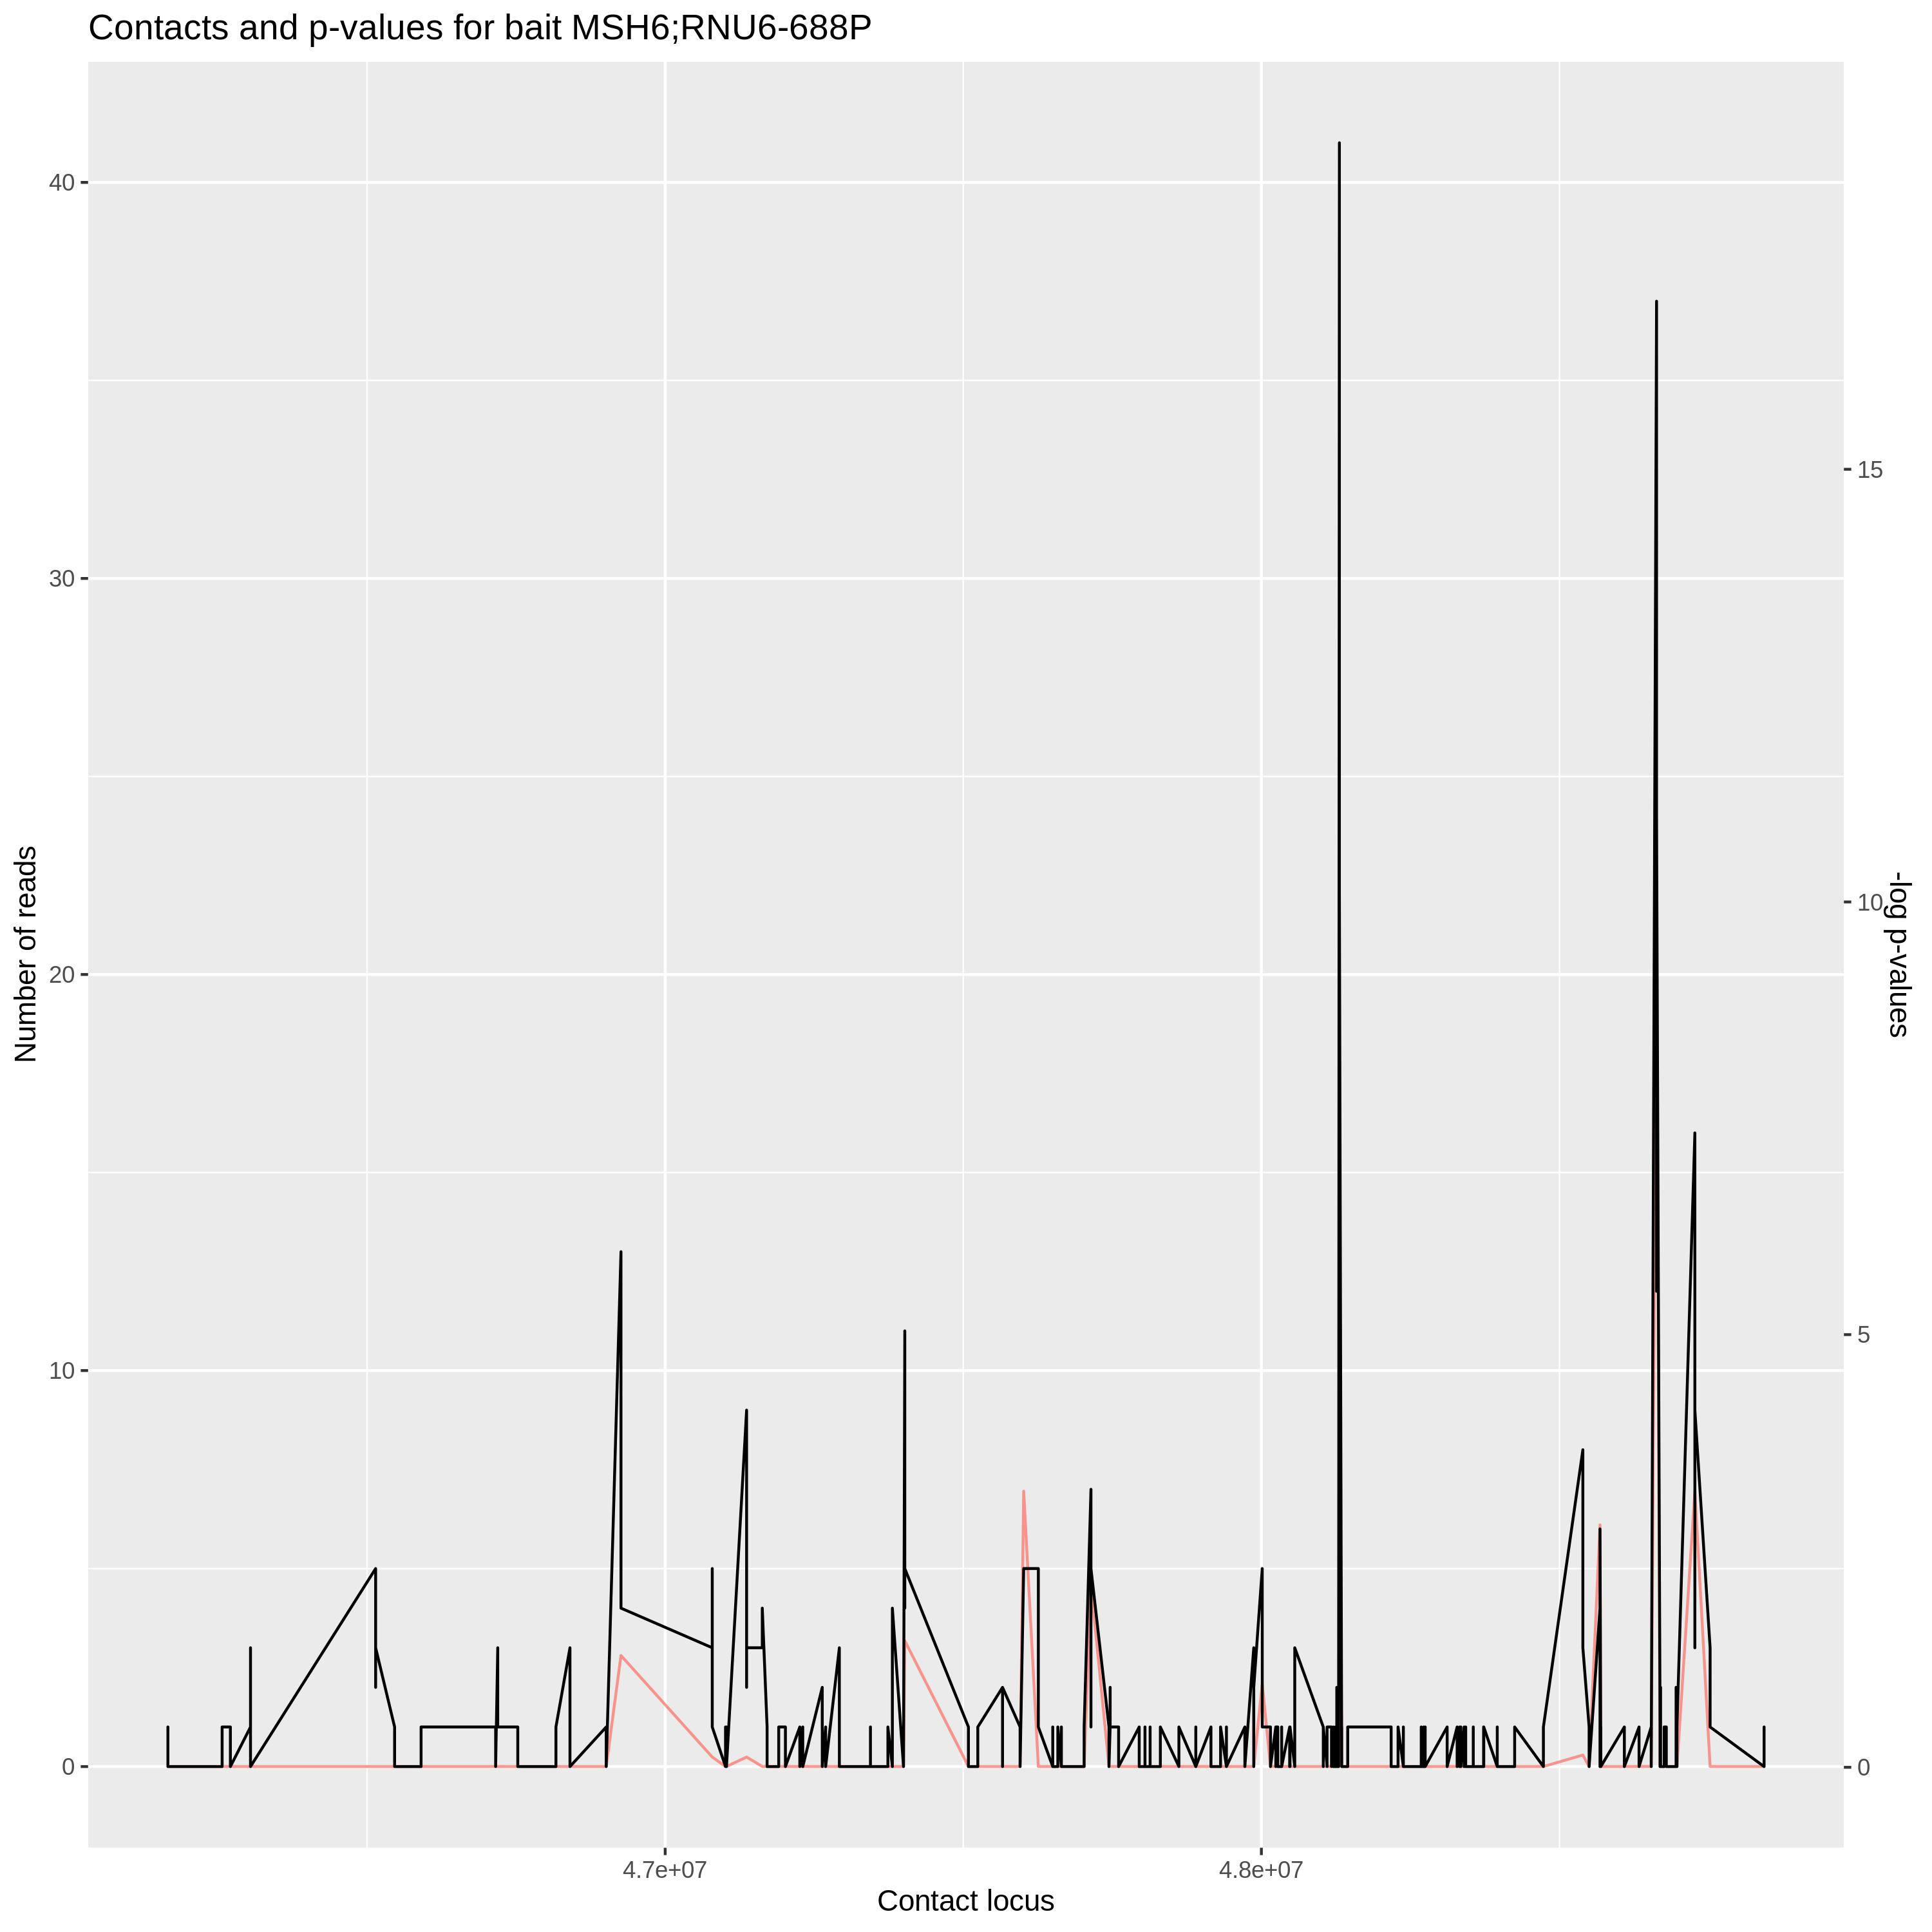 Contacts and p-values for bait MSH6;RNU6-688P
Number of reads
40
30
20
10
0
15
10
5
0
-log p-values
4.7e+07
4.8e+07
Contact locus